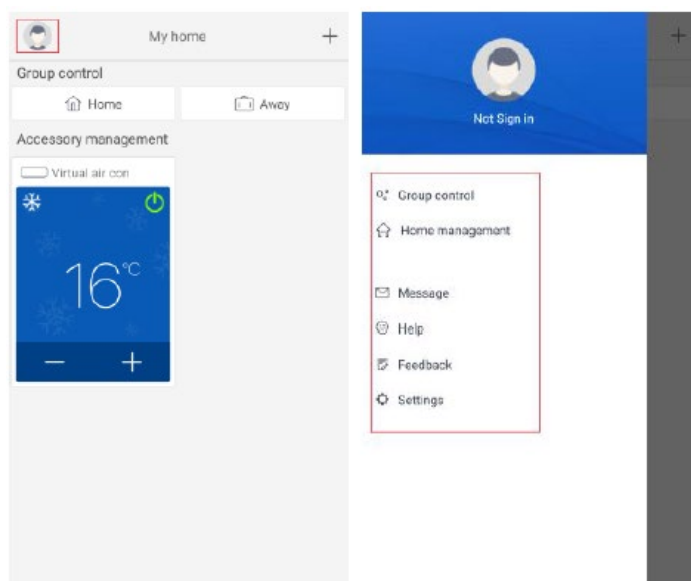 My home
+
Group control
Home
Away
Accessory management
Virtual air con
16°C
− +
Not Sign in
Group control
Home management
Message
Help
Feedback
Settings
+